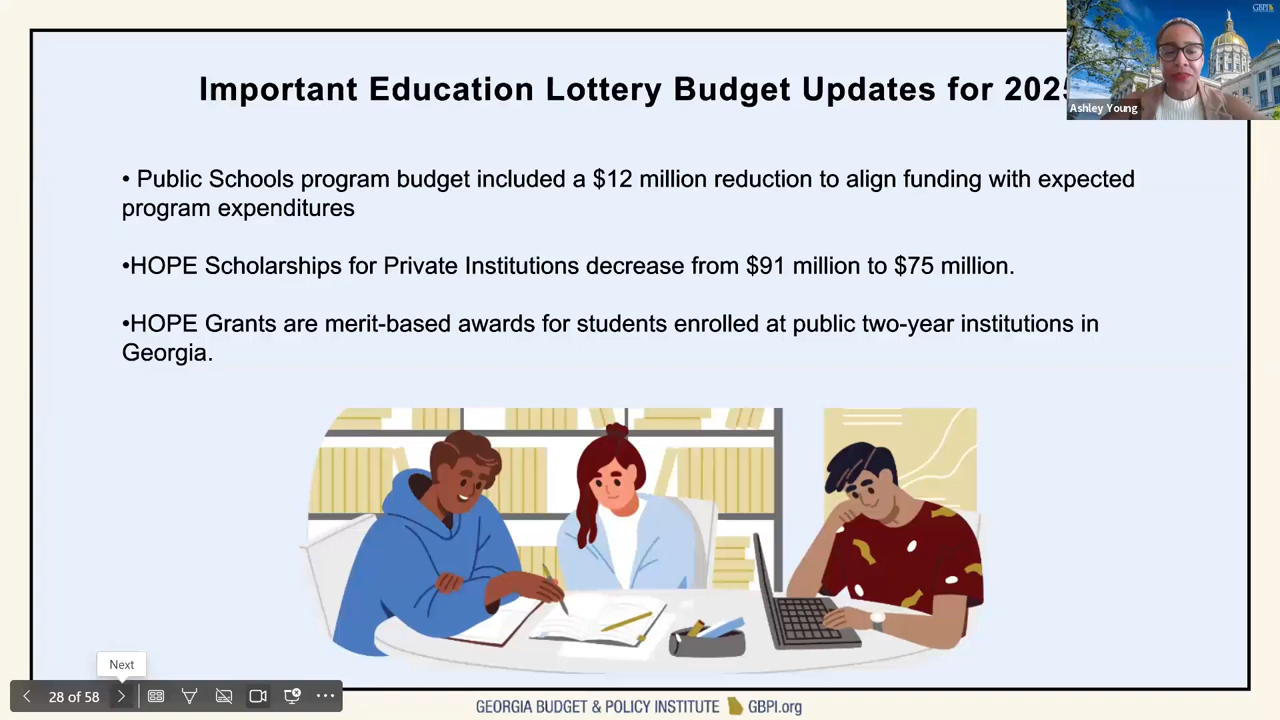 GBPI
Important Education Lottery Budget Updates for 2025
Ashley Young
• Public Schools program budget included a $12 million reduction to align funding with expected
program expenditures
•HOPE Scholarships for Private Institutions decrease from $91 million to $75 million.
•HOPE Grants are merit-based awards for students enrolled at public two-year institutions in
Georgia.
Next
28 of 58
GEORGIA BUDGET & POLICY INSTITUTE GBPI.org